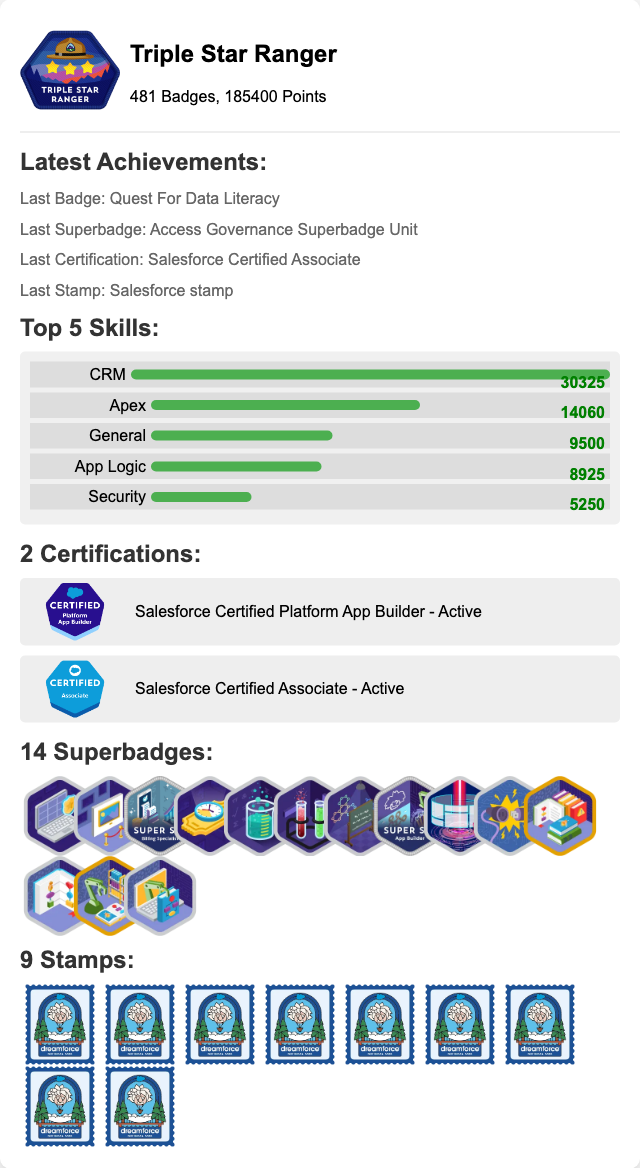 TRIPLE STAR
RANGER
Triple Star Ranger
481 Badges, 185400 Points
Latest Achievements:
Last Badge: Quest For Data Literacy
Last Superbadge: Access Governance Superbadge Unit
Last Certification: Salesforce Certified Associate
Last Stamp: Salesforce stamp
Top 5 Skills:
CRM 30325
Apex 14060
General 9500
App Logic 8925
Security 5250
2 Certifications:
CERTIFIED
Platform
App Builder
Salesforce Certified Platform App Builder - Active
CERTIFIED
Associate
Salesforce Certified Associate - Active
14 Superbadges:
SUPER S
SUPER S
App Builder
9 Stamps:
dreamforce
dreamforce
dreamforce
dreamforce
dreamforce
dreamforce
dreamforce
dreamforce
dreamforce